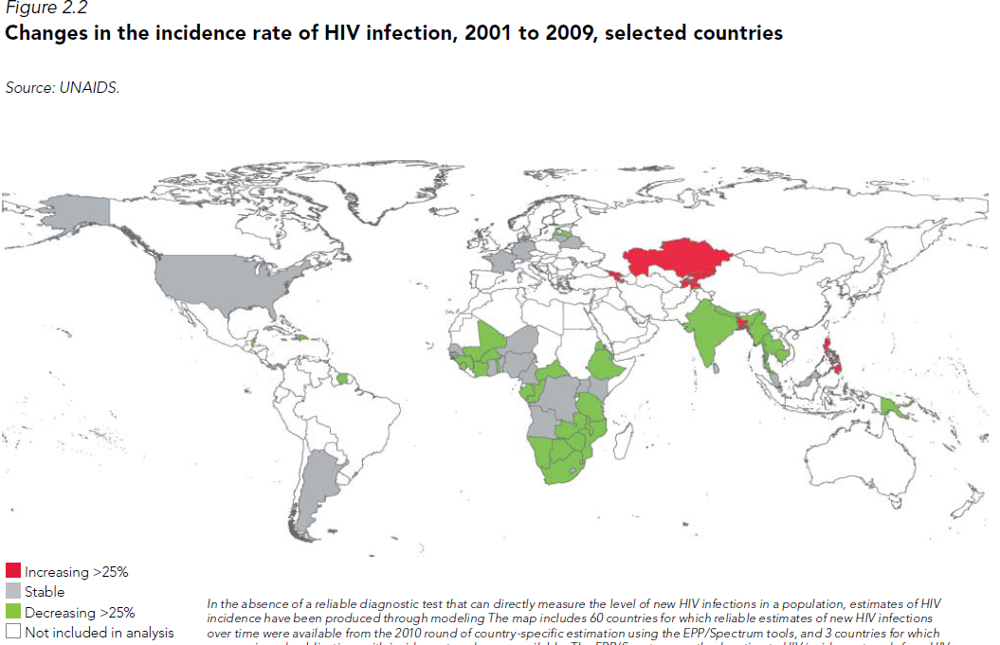 Figure 2.2
Changes in the incidence rate of HIV infection, 2001 to 2009, selected countries
Source: UNAIDS.
Increasing >25%
Stable
Decreasing >25%
Not included in analysis
In the absence of a reliable diagnostic test that can directly measure the level of new HIV infections in a population, estimates of HIV
incidence have been produced through modeling The map includes 60 countries for which reliable estimates of new HIV infections
over time were available from the 2010 round of country-specific estimation using the EPP/Spectrum tools, and 3 countries for which